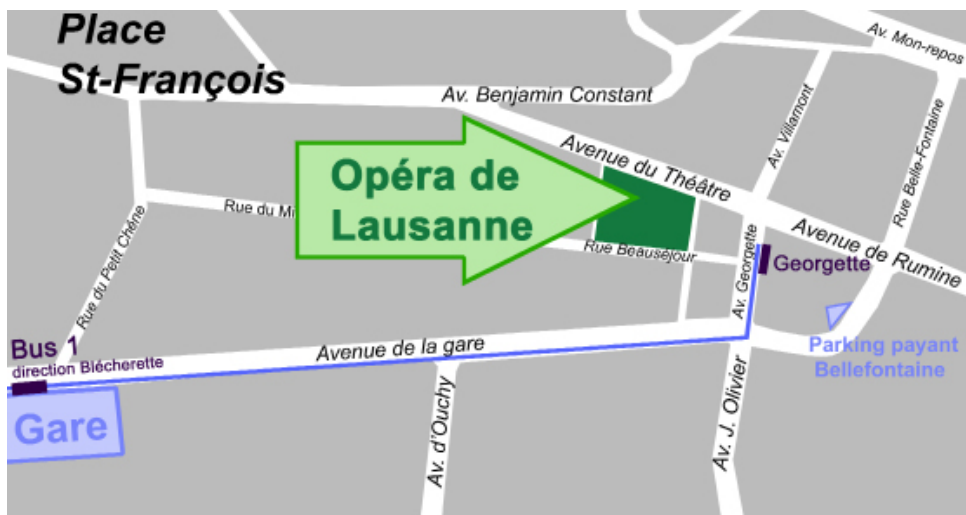 Place
St-François
Av. Mon-repos
Av. Benjamin Constant
Av. Villamont
Avenue du Théâtre
Rue Belle-Fontaine
Opéra de
Lausanne
Rue du
Rue Beauséjour
Avenue de Rumine
Av. Georgette
Georgette
Rue du Petit Chêne
Bus 1
direction Blécherette
Avenue de la gare
Parking payant
Bellefontaine
Gare
Av. d'Ouchy
Av. J. Olivier